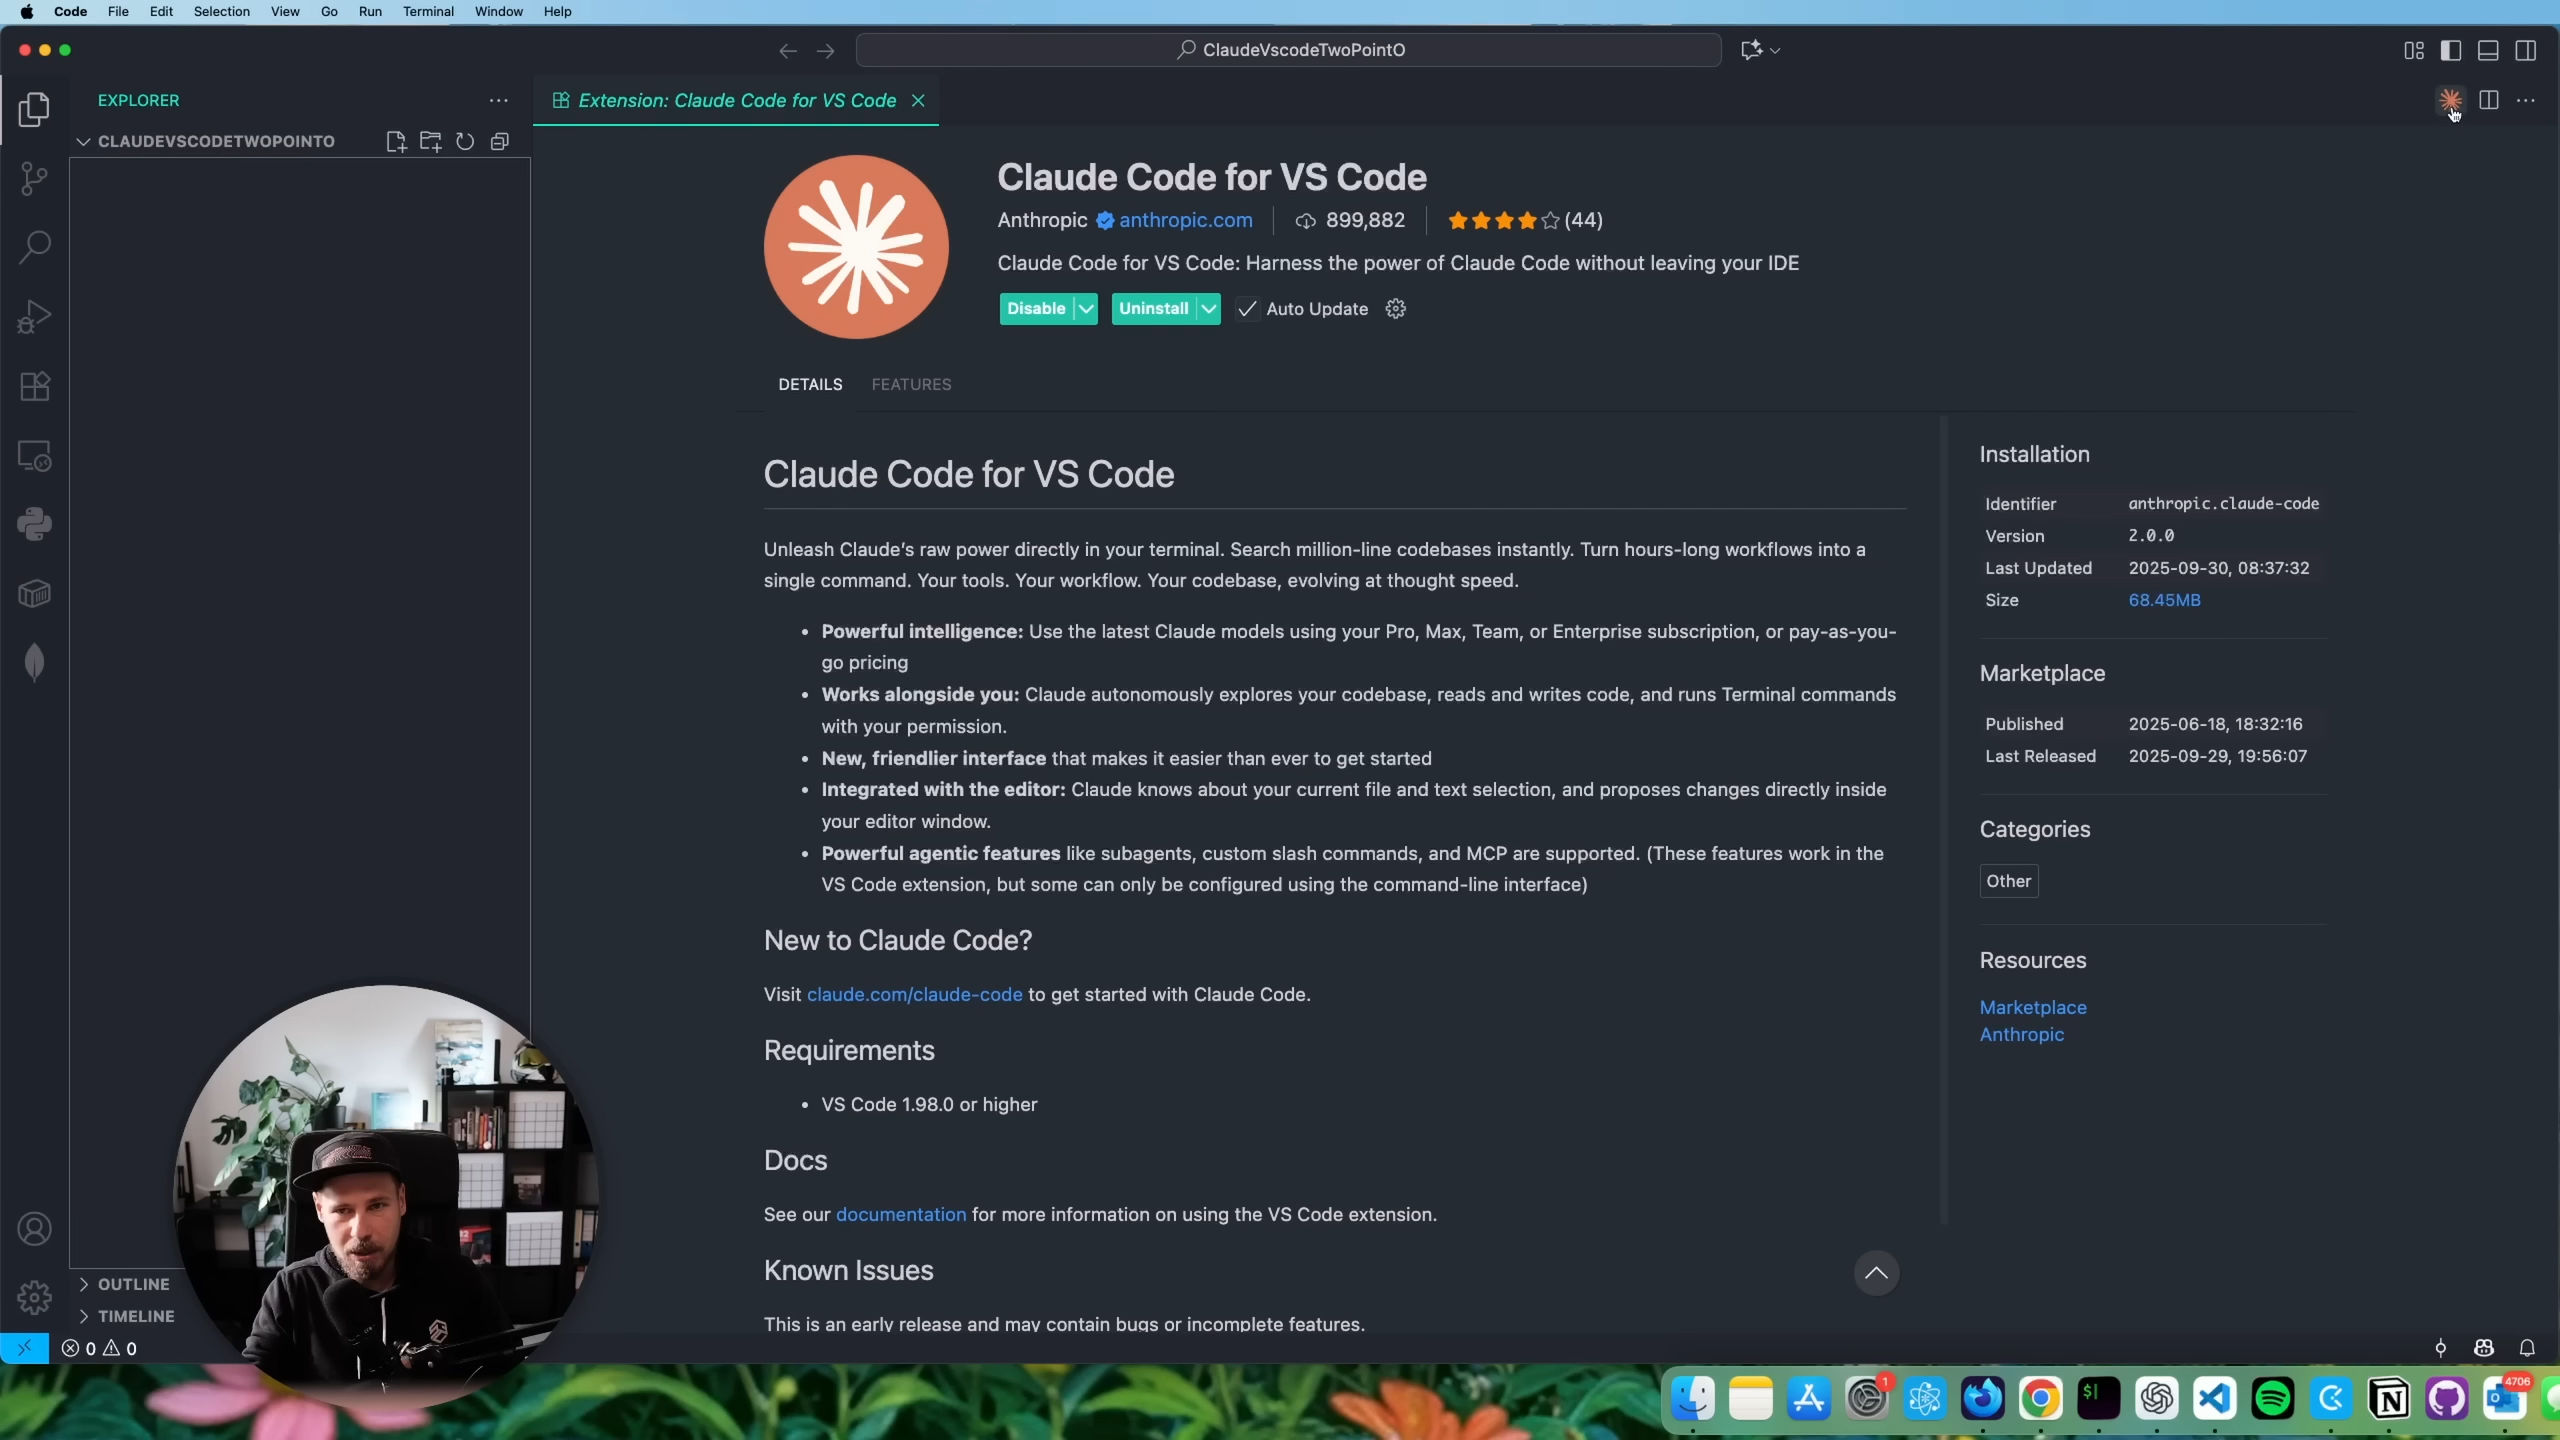 Code File Edit Selection View Go Run Terminal Window Help
ClaudeVscodeTwoPointO
EXPLORER
Extension: Claude Code for VS Code
CLAUDEVSCODETWOPOINTO
Claude Code for VS Code
Anthropic anthropic.com 899,882 (44)
Claude Code for VS Code: Harness the power of Claude Code without leaving your IDE
Disable Uninstall Auto Update
DETAILS FEATURES
Claude Code for VS Code
Unleash Claude's raw power directly in your terminal. Search million-line codebases instantly. Turn hours-long workflows into a
single command. Your tools. Your workflow. Your codebase, evolving at thought speed.
• Powerful intelligence: Use the latest Claude models using your Pro, Max, Team, or Enterprise subscription, or pay-as-you-
go pricing
• Works alongside you: Claude autonomously explores your codebase, reads and writes code, and runs Terminal commands
with your permission.
• New, friendlier interface that makes it easier than ever to get started
• Integrated with the editor: Claude knows about your current file and text selection, and proposes changes directly inside
your editor window.
• Powerful agentic features like subagents, custom slash commands, and MCP are supported. (These features work in the
VS Code extension, but some can only be configured using the command-line interface)
New to Claude Code?
Visit claude.com/claude-code to get started with Claude Code.
Requirements
• VS Code 1.98.0 or higher
Docs
See our documentation for more information on using the VS Code extension.
Known Issues
This is an early release and may contain bugs or incomplete features.
Installation
Identifier anthropic.claude-code
Version 2.0.0
Last Updated 2025-09-30, 08:37:32
Size 68.45MB
Marketplace
Published 2025-06-18, 18:32:16
Last Released 2025-09-29, 19:56:07
Categories
Other
Resources
Marketplace
Anthropic
OUTLINE
TIMELINE
0 0
1
4706